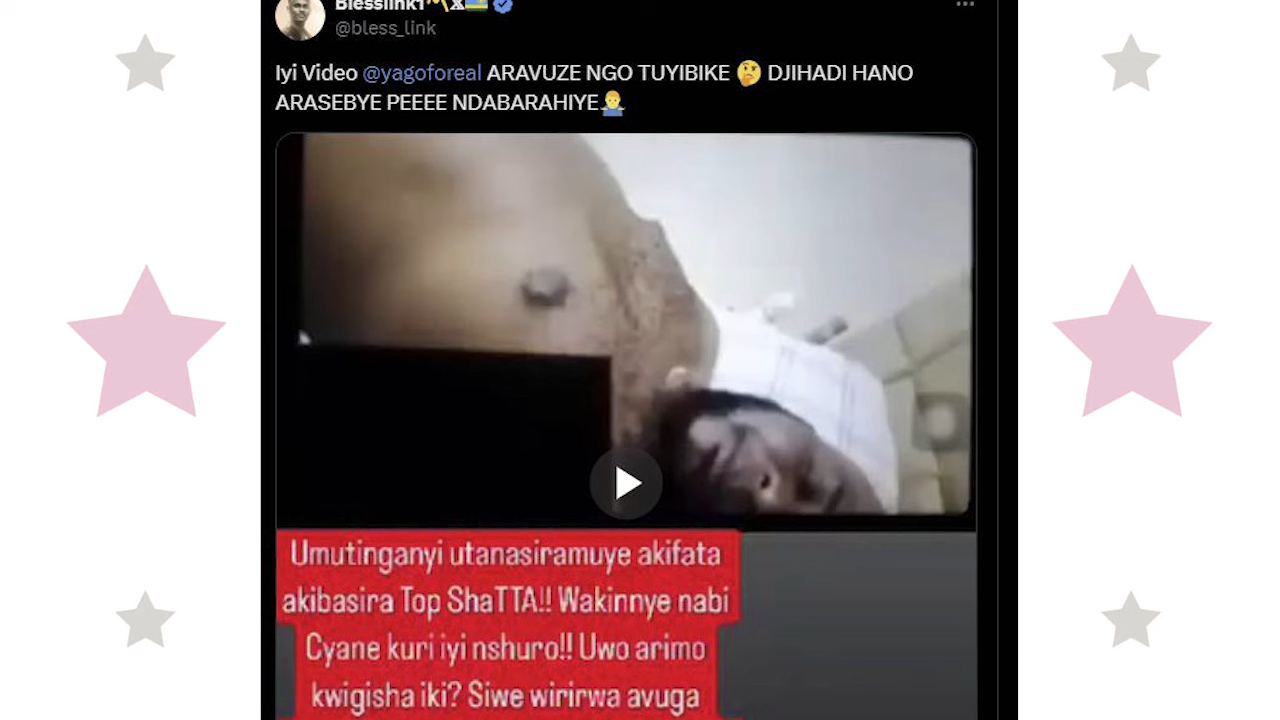 Blesslink1
@bless_link
Iyi Video @yagoforeal ARAVUZE NGO TUYIBIKE 🤔 DJIHADI HANO
ARASEBYE PEEEE NDABARAHIYE🙍‍♂️
Umutinganyi utanasiramuye akifata
akibasira Top ShaTTA!! Wakinnye nabi
Cyane kuri iyi nshuro!! Uwo arimo
kwigisha iki? Siwe wirirwa avuga